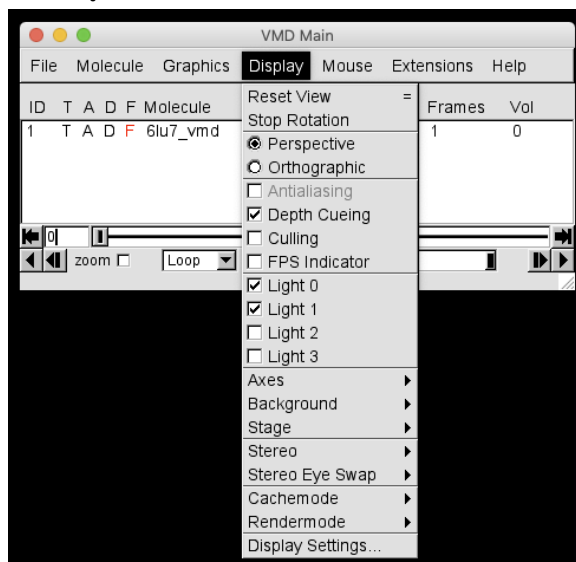 VMD Main
File Molecule Graphics Display Mouse Extensions Help
ID T A D F Molecule Frames Vol
1 T A D F 6lu7_vmd 1 0
Reset View =
Stop Rotation
Perspective
Orthographic
Antialiasing
Depth Cueing
Culling
FPS Indicator
Light 0
Light 1
Light 2
Light 3
Axes
Background
Stage
Stereo
Stereo Eye Swap
Cachemode
Rendermode
Display Settings...
0
zoom Loop